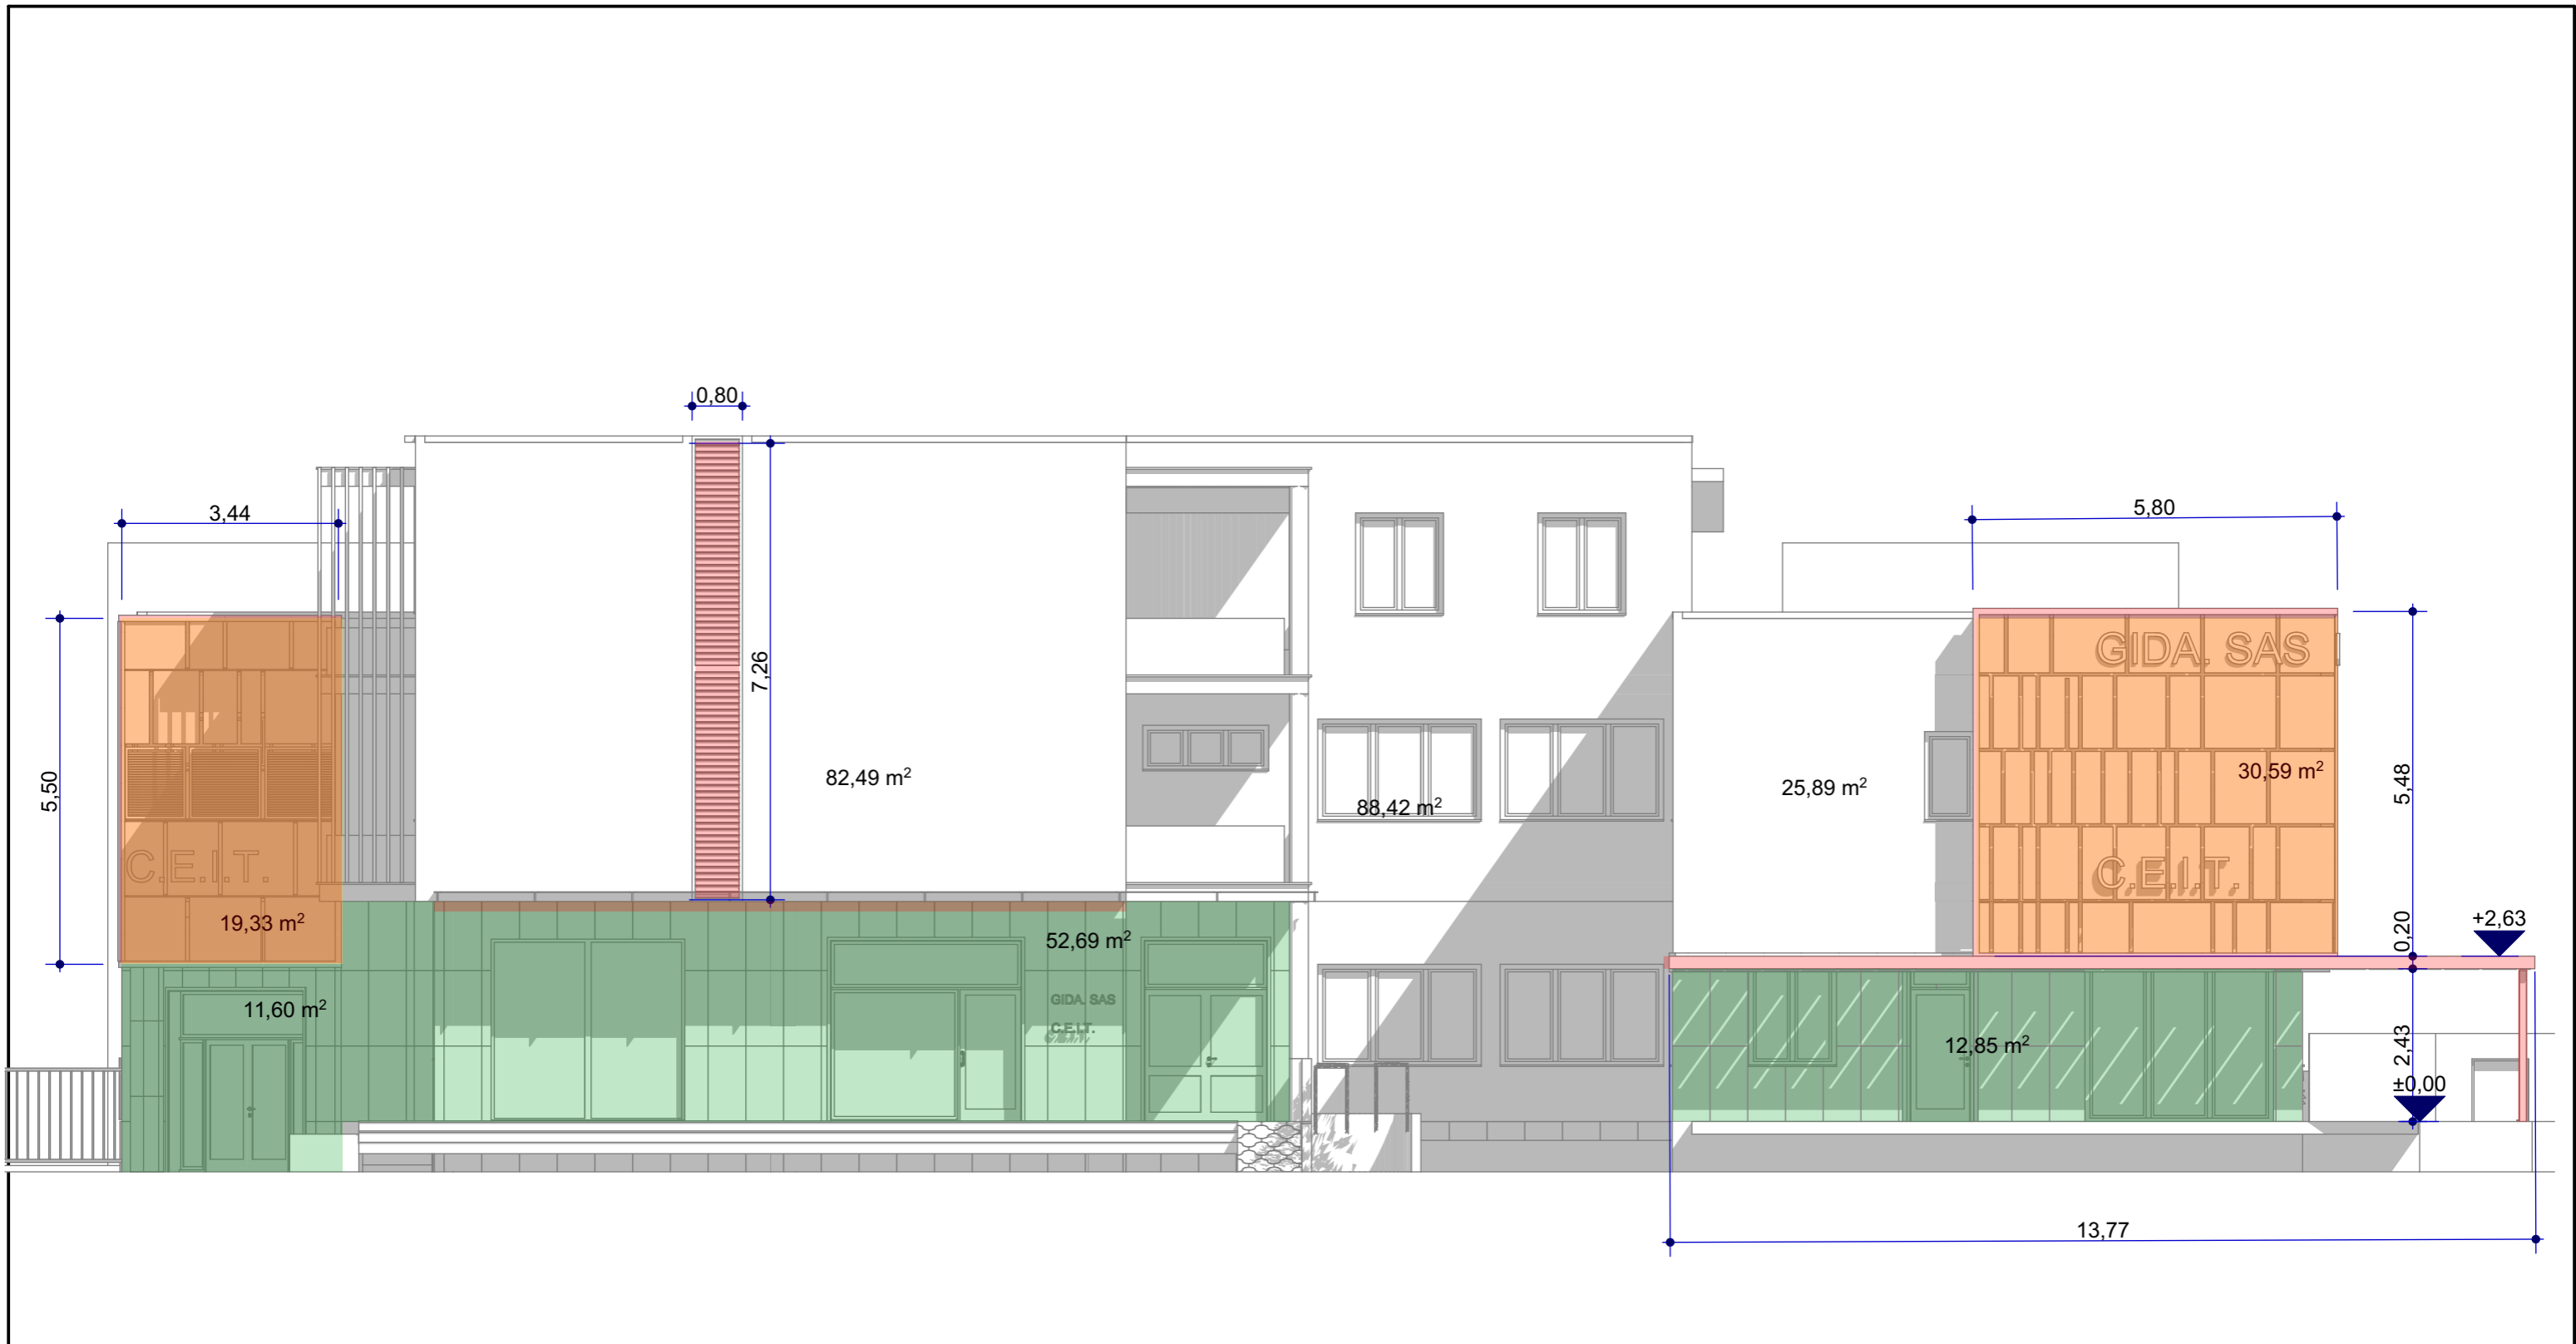 0,80
3,44
5,80
GIDA. SAS
7,26
30,59 m²
82,49 m²
25,89 m²
5,50
5,48
88,42 m²
C.E.I.T.
C.E.I.T.
19,33 m²
+2,63
0,20
52,69 m²
GIDA. SAS
11,60 m²
C.E.I.T.
12,85 m²
2,43
±0,00
13,77